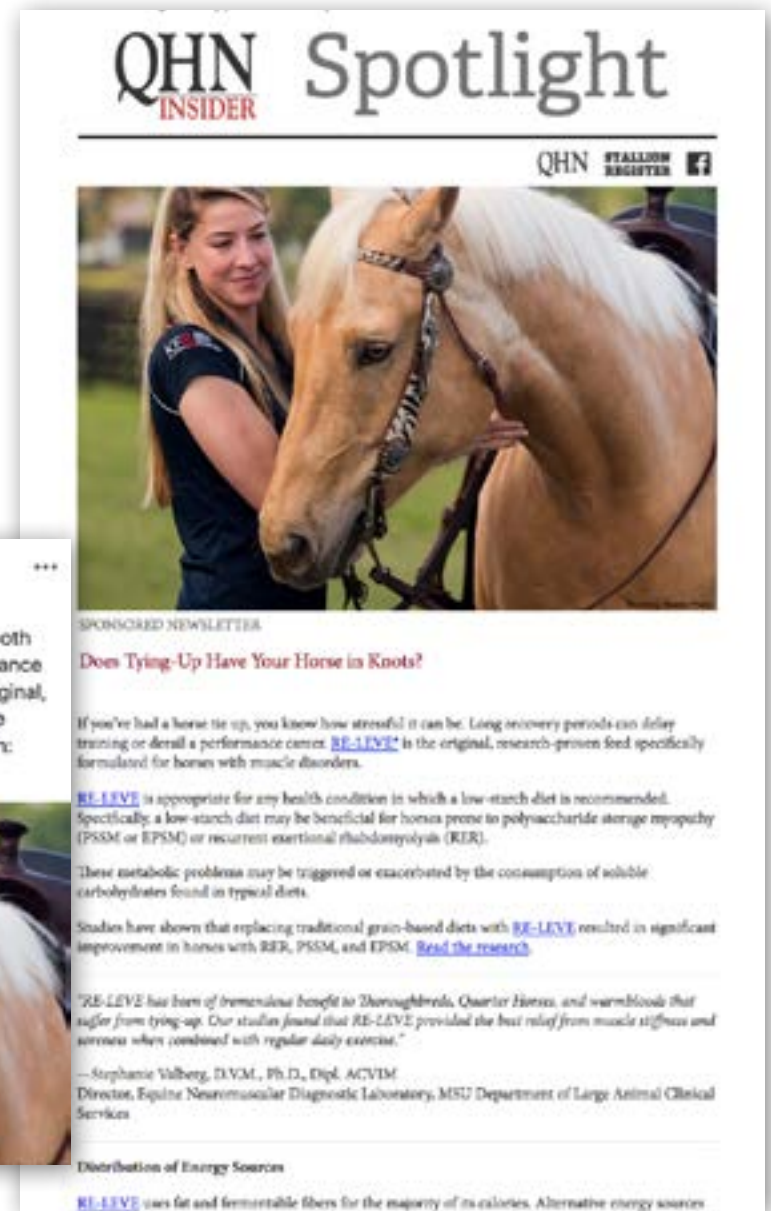 QHN Spotlight
INSIDER
QHN STALLION
REGISTER
SPONSORED NEWSLETTER
Does Tying-Up Have Your Horse in Knots?
If you've had a horse tie up, you know how stressful it can be. Long recovery periods can delay
training or derail a performance career. RE-LEVE® is the original, research-proven feed specifically
formulated for horses with muscle disorders.
RE-LEVE is appropriate for any health condition in which a low-starch diet is recommended.
Specifically, a low-starch diet may be beneficial for horses prone to polysaccharide storage myopathy
(PSSM or EPSM) or recurrent exertional rhabdomyolysis (RER).
These metabolic problems may be triggered or exacerbated by the consumption of soluble
carbohydrates found in typical diets.
Studies have shown that replacing traditional grain-based diets with RE-LEVE resulted in significant
improvement in horses with RER, PSSM, and EPSM. Read the research.
"RE-LEVE has been of tremendous benefit to Thoroughbreds, Quarter Horses, and warmbloods that
suffer from tying-up. Our studies found that RE-LEVE provided the best relief from muscle stiffness and
soreness when combined with regular daily exercise."
—Stephanie Valberg, D.V.M., Ph.D., Dipl. ACVIM
Director, Equine Neuromuscular Diagnostic Laboratory, MSU Department of Large Animal Clinical
Services
Distribution of Energy Sources
RE-LEVE uses fat and fermentable fibers for the majority of its calories. Alternative energy sources